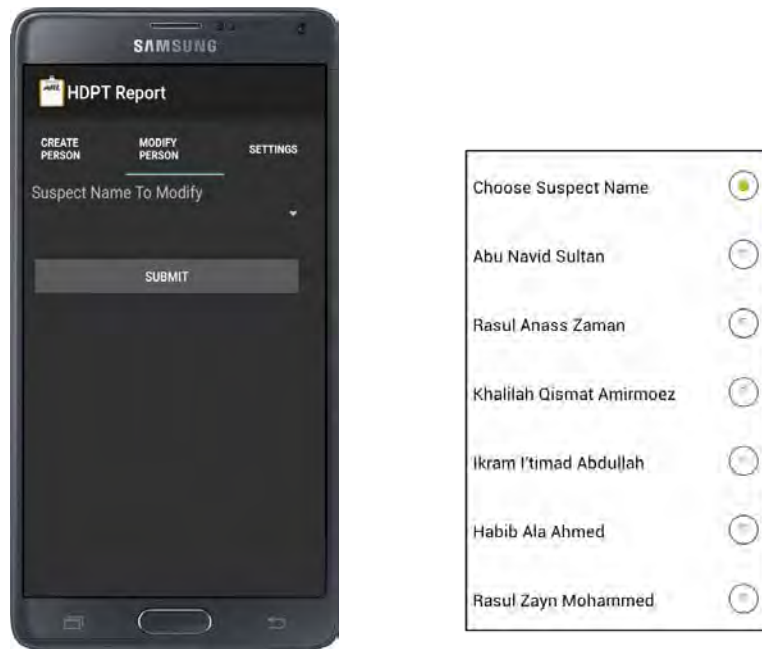 SAMSUNG
ARL
HDPT Report
CREATE PERSON
MODIFY PERSON
SETTINGS
Suspect Name To Modify
SUBMIT
Choose Suspect Name
Abu Navid Sultan
Rasul Anass Zaman
Khalilah Qismat Amirmoez
Ikram I'timad Abdullah
Habib Ala Ahmed
Rasul Zayn Mohammed